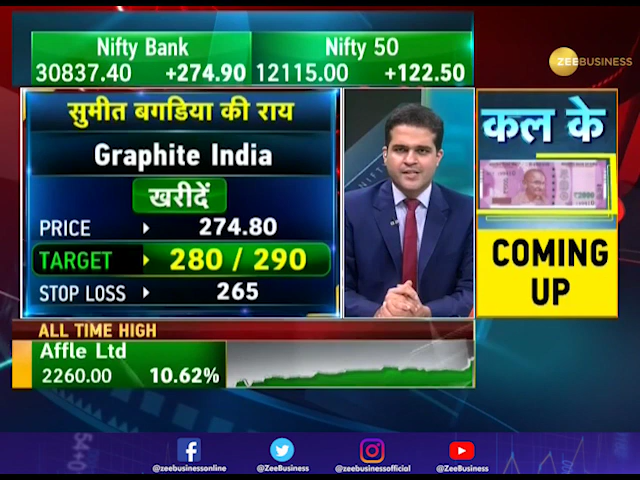 Nifty Bank
30837.40 +274.90
Nifty 50
12115.00 +122.50
ZEEBUSINESS
सुमीत बगडिया की राय
Graphite India
खरीदें
PRICE 274.80
TARGET 280 / 290
STOP LOSS 265
कल के
₹2000
COMING
UP
ALL TIME HIGH
Affle Ltd
2260.00 10.62%
@zeebusinessonline
@ZeeBusiness
@zeebusinessofficial
@ZeeBusiness